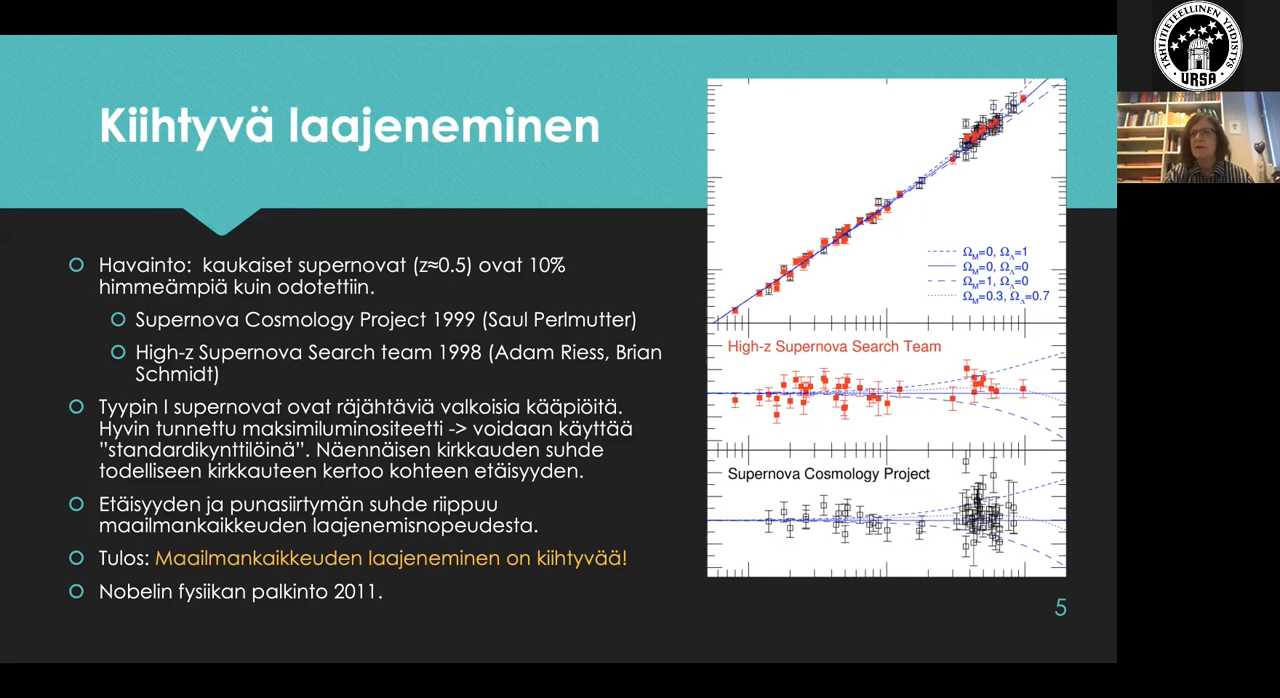 Kiihtyvä laajeneminen
Havainto: kaukaiset supernovat (z≈0.5) ovat 10%
himmeämpiä kuin odotettiin.
Supernova Cosmology Project 1999 (Saul Perlmutter)
High-z Supernova Search team 1998 (Adam Riess, Brian
Schmidt)
Tyypin I supernovat ovat räjähtäviä valkoisia kääpiöitä.
Hyvin tunnettu maksimiluminositeetti -> voidaan käyttää
”standardikynttilöinä”. Näennäisen kirkkauden suhde
todelliseen kirkkauteen kertoo kohteen etäisyyden.
Etäisyyden ja punasiirtymän suhde riippuu
maailmankaikkeuden laajenemisnopeudesta.
Tulos: Maailmankaikkeuden laajeneminen on kiihtyvää!
Nobelin fysiikan palkinto 2011.
Ω_M=0, Ω_Λ=1
Ω_M=0, Ω_Λ=0
Ω_M=1, Ω_Λ=0
Ω_M=0.3, Ω_Λ=0.7
High-z Supernova Search Team
Supernova Cosmology Project
5
TÄHTITIETEELLINEN YHDISTYS
URSA